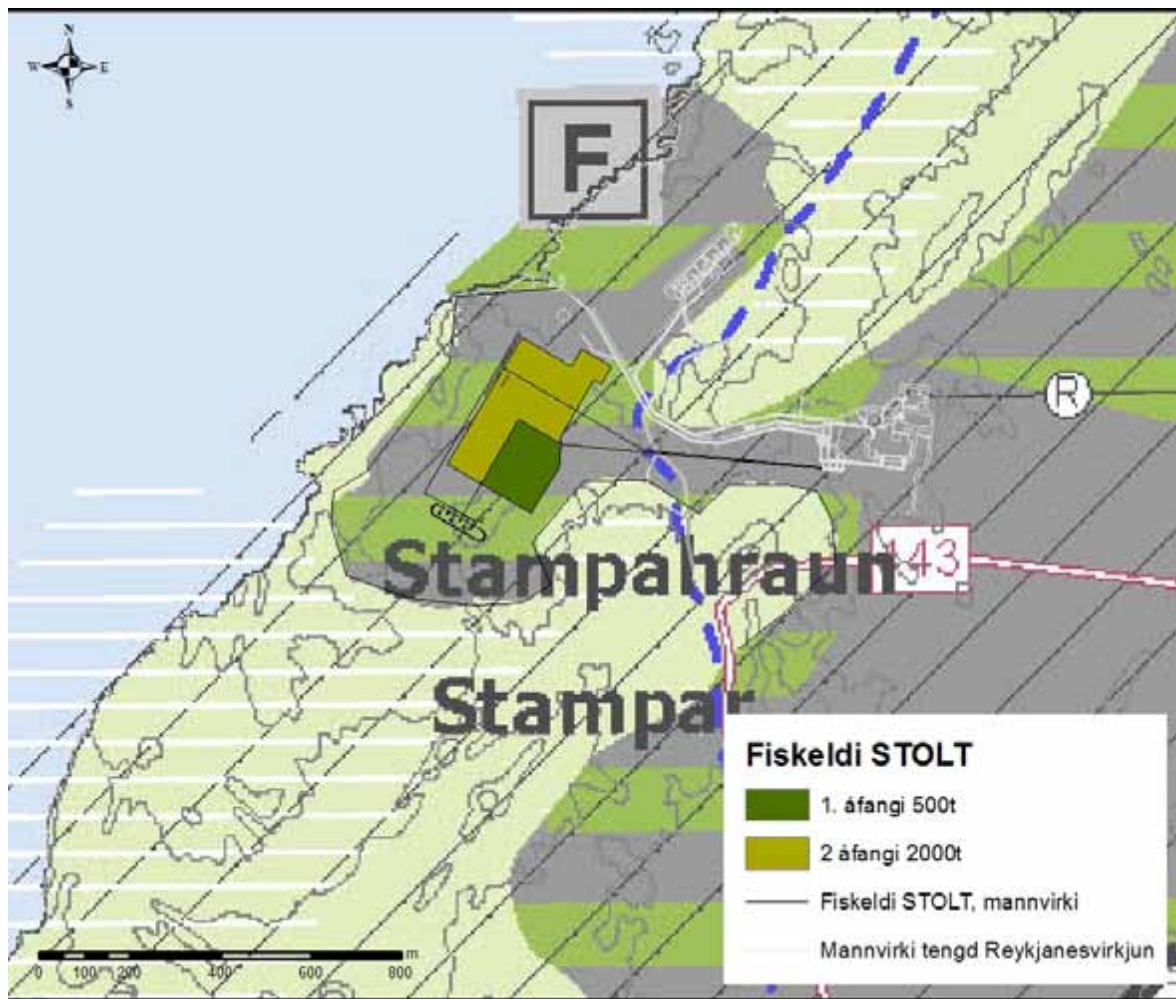 N
W E
S
F
R
443
Stampahraun
Stampar
Fiskeldi STOLT
1. áfangi 500t
2 áfangi 2000t
Fiskeldi STOLT, mannvirki
Mannvirki tengd Reykjanesvirkjun
0 100 200 400 600 800 m